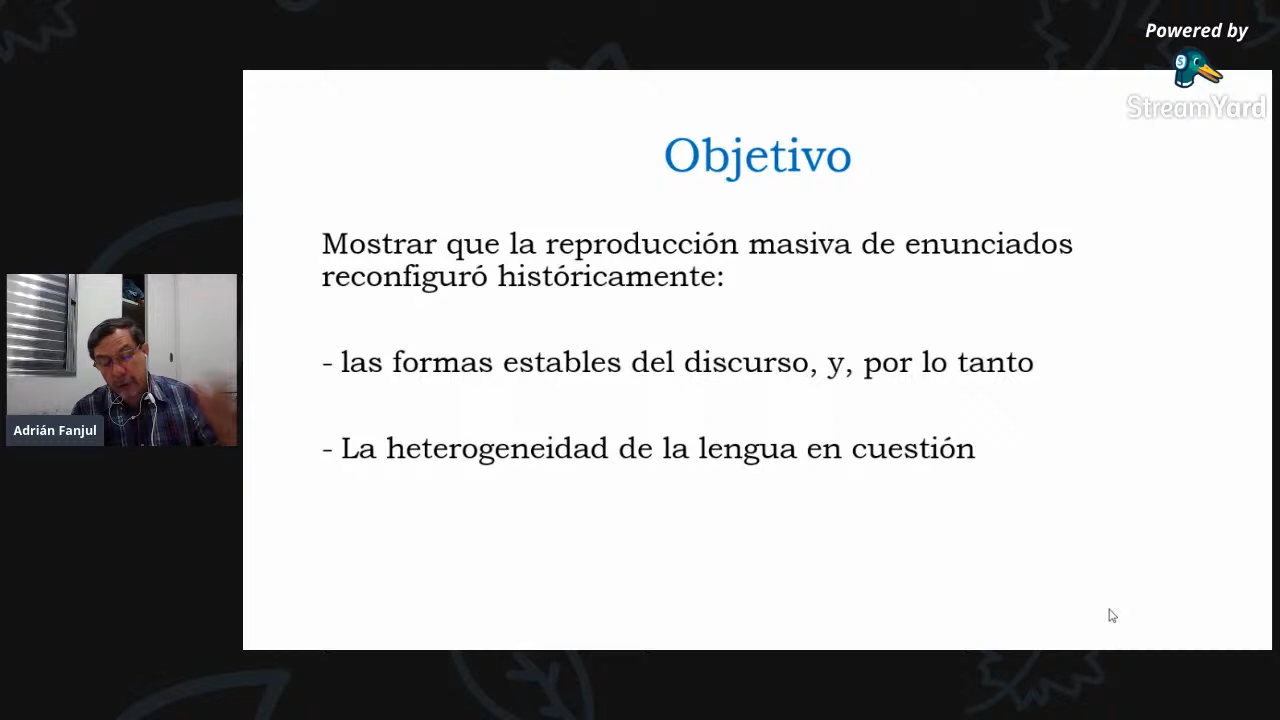 Powered by
StreamYard
Objetivo
Mostrar que la reproducción masiva de enunciados
reconfiguró históricamente:
- las formas estables del discurso, y, por lo tanto
- La heterogeneidad de la lengua en cuestión
Adrián Fanjul